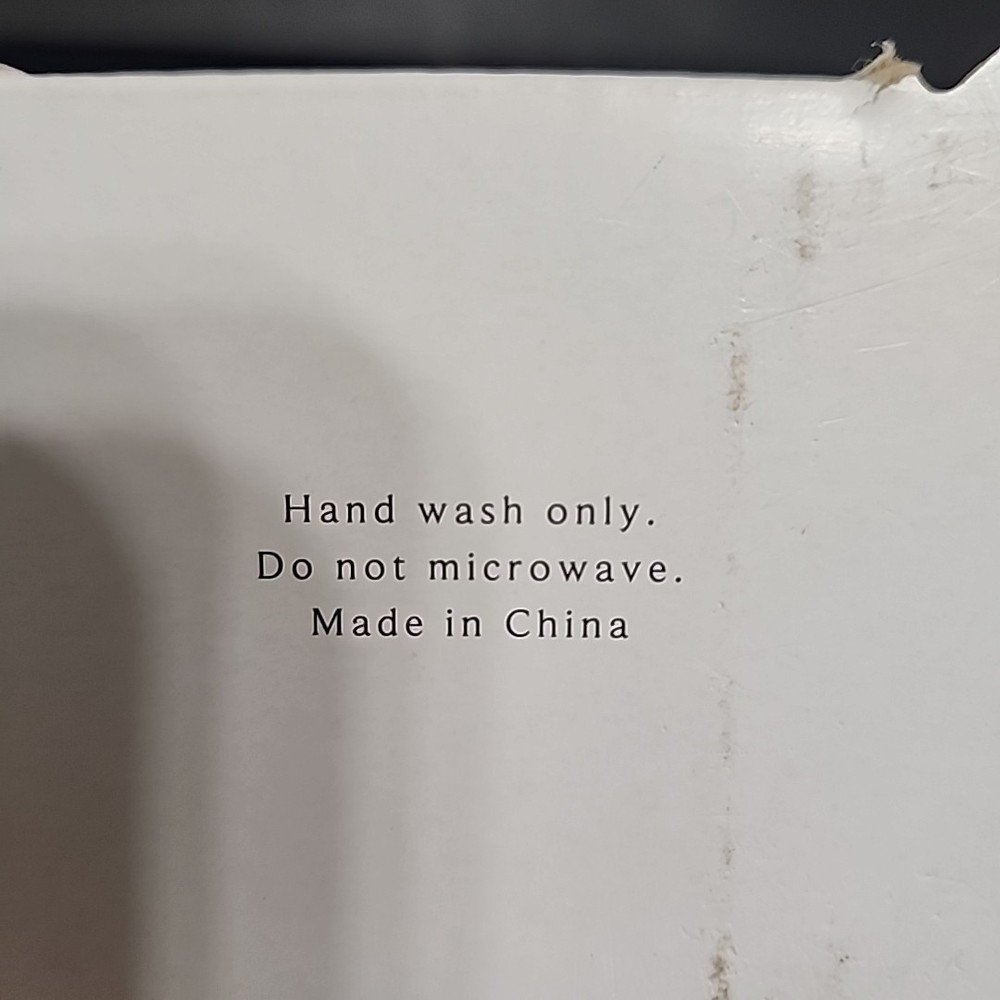 Hand wash only.
Do not microwave.
Made in China